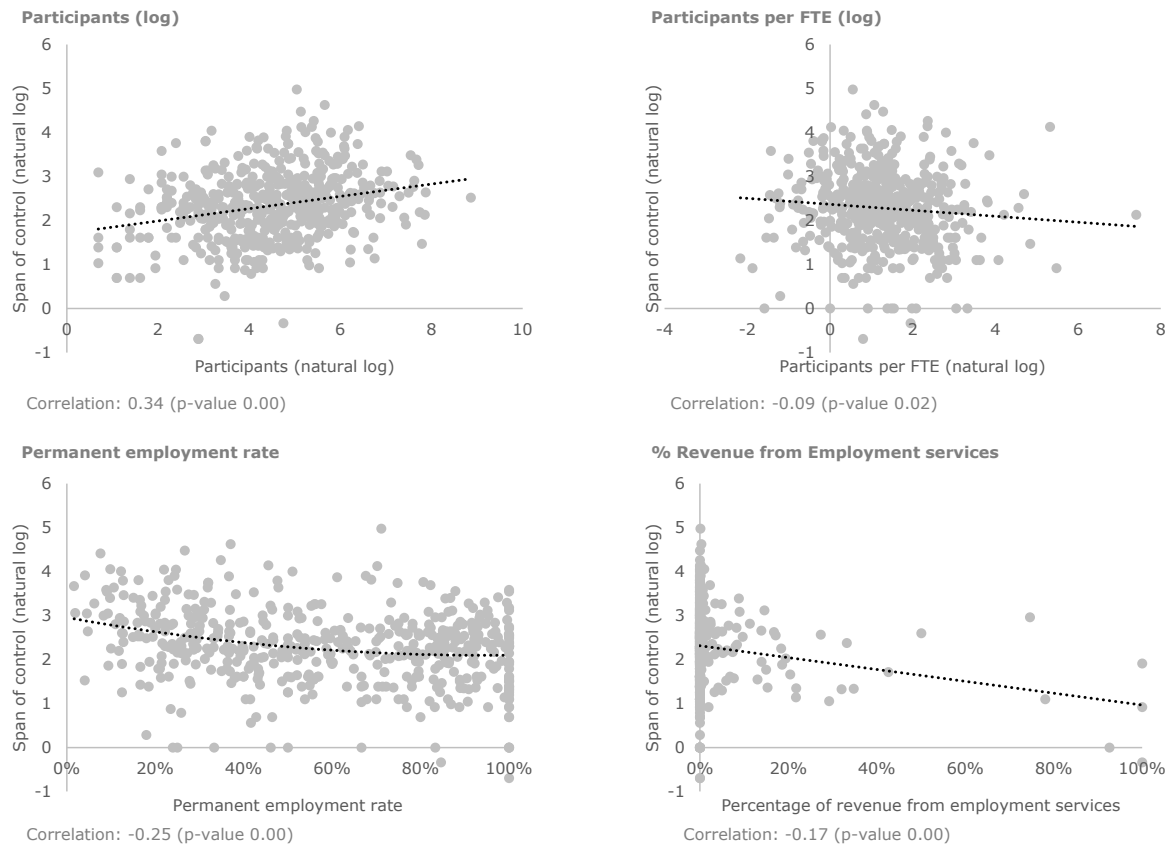 Participants (log)
6
5
4
3
2
1
0
-1
Span of control (natural log)
0 2 4 6 8 10
Participants (natural log)
Correlation: 0.34 (p-value 0.00)
Participants per FTE (log)
6
5
4
3
2
1
0
-1
Span of control (natural log)
-4 -2 0 2 4 6 8
Participants per FTE (natural log)
Correlation: -0.09 (p-value 0.02)
Permanent employment rate
6
5
4
3
2
1
0
-1
Span of control (natural log)
0% 20% 40% 60% 80% 100%
Permanent employment rate
Correlation: -0.25 (p-value 0.00)
% Revenue from Employment services
6
5
4
3
2
1
0
-1
Span of control (natural log)
0% 20% 40% 60% 80% 100%
Percentage of revenue from employment services
Correlation: -0.17 (p-value 0.00)